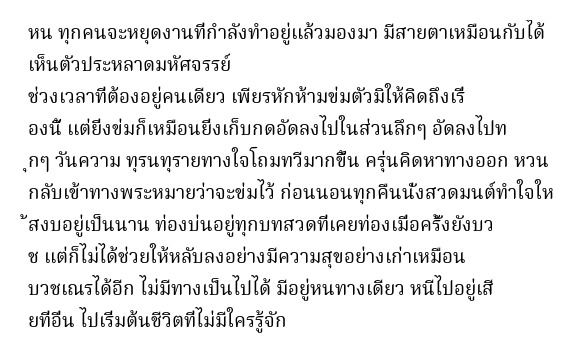 หน ทุกคนจะหยุดงานที่กำลังทำอยู่แล้วมองมา มีสายตาเหมือนกับได้
เห็นตัวประหลาดมหัศจรรย์
ช่วงเวลาที่ต้องอยู่คนเดียว เพียรหักห้ามข่มตัวมิให้คิดถึงเรื่
องนี้ แต่ยิ่งข่มก็เหมือนยิ่งเก็บกดอัดลงไปในส่วนลึกๆ อัดลงไปท
ุกๆ วันความ ทุรนทุรายทางใจโถมทวีมากขึ้น ครุ่นคิดหาทางออก หวน
กลับเข้าทางพระหมายว่าจะข่มไว้ ก่อนนอนทุกคืนนั่งสวดมนต์ทำใจให
้สงบอยู่เป็นนาน ท่องบ่นอยู่ทุกบทสวดที่เคยท่องเมื่อครั้งยังบว
ช แต่ก็ไม่ได้ช่วยให้หลับลงอย่างมีความสุขอย่างเก่าเหมือน
บวชเณรได้อีก ไม่มีทางเป็นไปได้ มีอยู่หนทางเดียว หนีไปอยู่เสี
ยที่อื่น ไปเริ่มต้นชีวิตที่ไม่มีใครรู้จัก